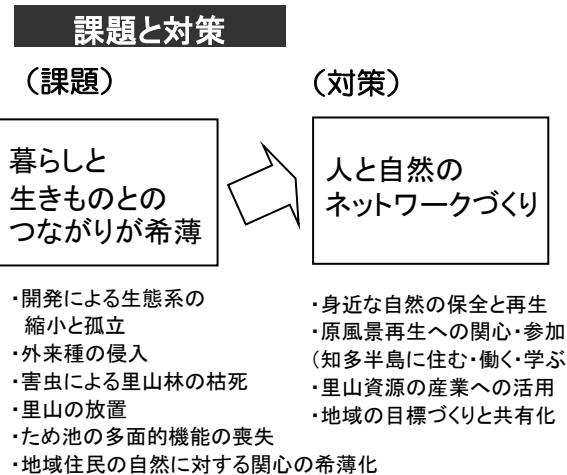 課題と対策
（課題）
暮らしと
生きものとの
つながりが希薄
・開発による生態系の
縮小と孤立
・外来種の侵入
・害虫による里山林の枯死
・里山の放置
・ため池の多面的機能の喪失
・地域住民の自然に対する関心の希薄化
（対策）
人と自然の
ネットワークづくり
・身近な自然の保全と再生
・原風景再生への関心・参加
（知多半島に住む・働く・学ぶ
・里山資源の産業への活用
・地域の目標づくりと共有化